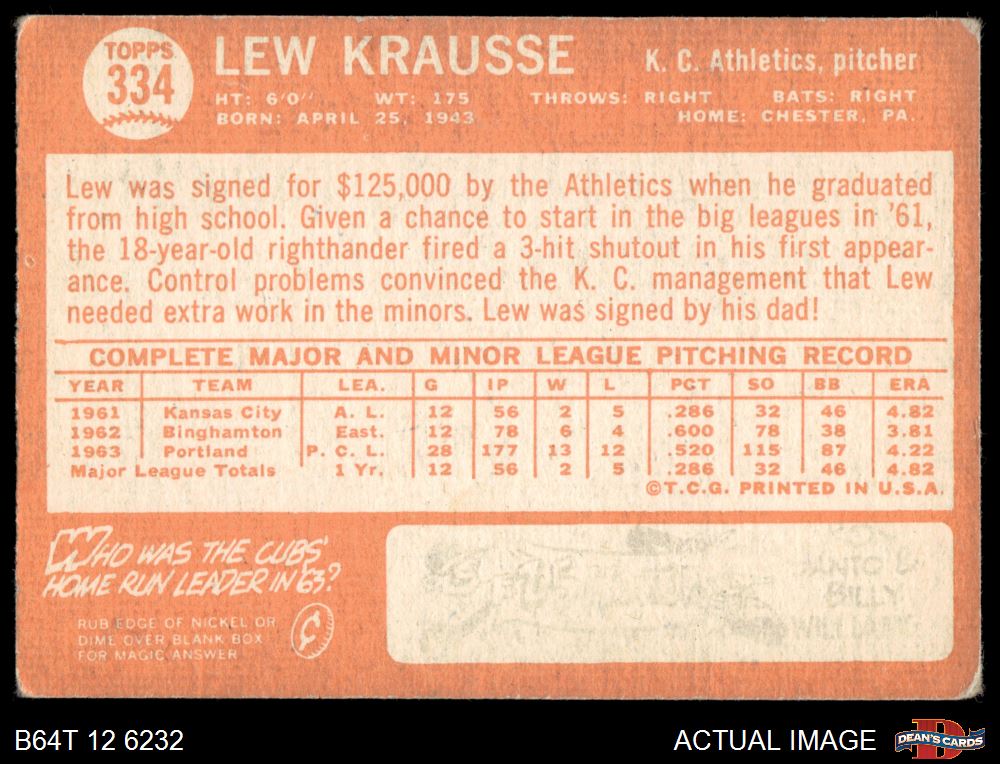 TOPPS
334
LEW KRAUSSE
K. C. Athletics, pitcher
HT: 6'0" WT: 175 THROWS: RIGHT BATS: RIGHT
BORN: APRIL 25, 1943 HOME: CHESTER, PA.
Lew was signed for $125,000 by the Athletics when he graduated
from high school. Given a chance to start in the big leagues in '61,
the 18-year-old righthander fired a 3-hit shutout in his first appear-
ance. Control problems convinced the K. C. management that Lew
needed extra work in the minors. Lew was signed by his dad!
COMPLETE MAJOR AND MINOR LEAGUE PITCHING RECORD
YEAR TEAM LEA. G IP W L PCT SO BB ERA
1961 Kansas City A. L. 12 56 2 5 .286 32 46 4.82
1962 Binghamton East. 12 78 6 4 .600 78 38 3.81
1963 Portland P. C. L. 28 177 13 12 .520 115 87 4.22
Major League Totals 1 Yr. 12 56 2 5 .286 32 46 4.82
©T.C.G. PRINTED IN U.S.A.
WHO WAS THE CUBS'
HOME RUN LEADER IN 63?
RUB EDGE OF NICKEL OR
DIME OVER BLANK BOX
FOR MAGIC ANSWER
BILLY
B64T 12 6232
ACTUAL IMAGE
DEAN'S CARDS